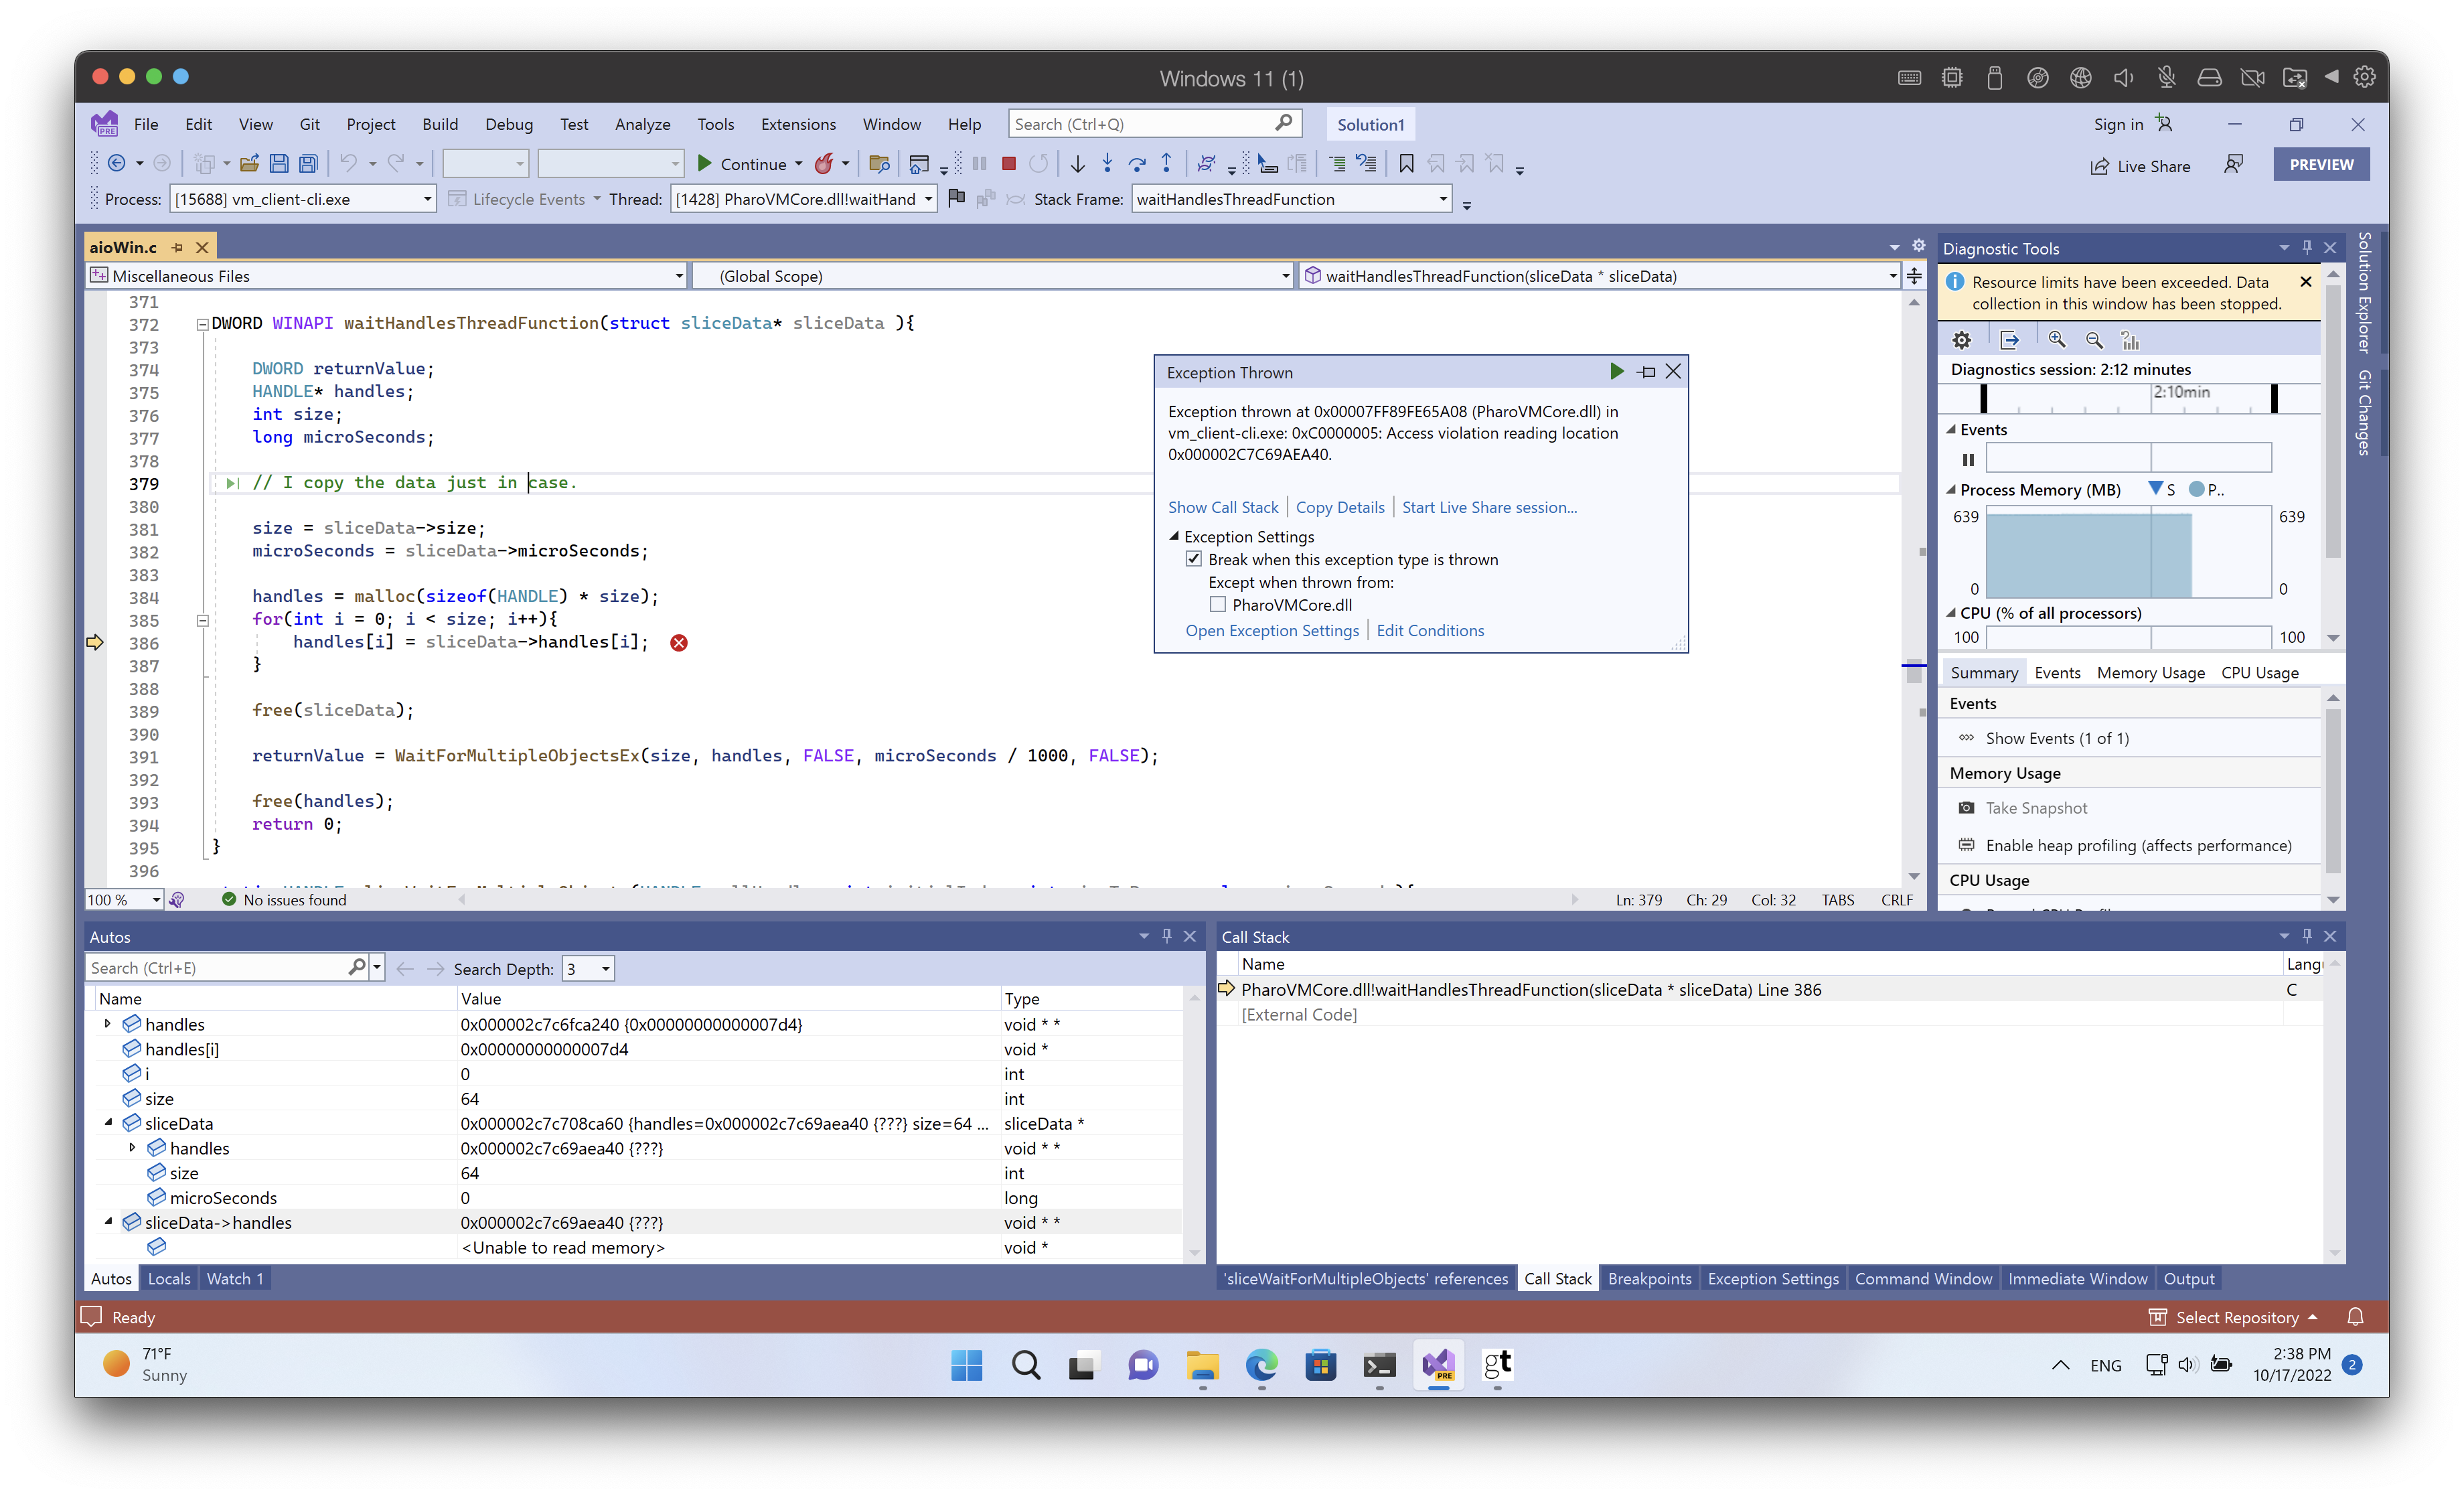 Windows 11 (1)
File Edit View Git Project Build Debug Test Analyze Tools Extensions Window Help Search (Ctrl+Q) Solution1 Sign in
PRE
Continue Live Share PREVIEW
Process: [15688] vm_client-cli.exe Lifecycle Events Thread: [1428] PharoVMCore.dll!waitHand Stack Frame: waitHandlesThreadFunction
aioWin.c
Miscellaneous Files (Global Scope) waitHandlesThreadFunction(sliceData * sliceData)
371
372 DWORD WINAPI waitHandlesThreadFunction(struct sliceData* sliceData ){
373
374 DWORD returnValue;
375 HANDLE* handles;
376 int size;
377 long microSeconds;
378
379 // I copy the data just in case.
380
381 size = sliceData->size;
382 microSeconds = sliceData->microSeconds;
383
384 handles = malloc(sizeof(HANDLE) * size);
385 for(int i = 0; i < size; i++){
386 handles[i] = sliceData->handles[i];
387 }
388
389 free(sliceData);
390
391 returnValue = WaitForMultipleObjectsEx(size, handles, FALSE, microSeconds / 1000, FALSE);
392
393 free(handles);
394 return 0;
395 }
396
Exception Thrown
Exception thrown at 0x00007FF89FE65A08 (PharoVMCore.dll) in
vm_client-cli.exe: 0xC0000005: Access violation reading location
0x000002C7C69AEA40.
Show Call Stack Copy Details Start Live Share session...
Exception Settings
Break when this exception type is thrown
Except when thrown from:
PharoVMCore.dll
Open Exception Settings Edit Conditions
100 % No issues found Ln: 379 Ch: 29 Col: 32 TABS CRLF
Diagnostic Tools
Resource limits have been exceeded. Data
collection in this window has been stopped.
Diagnostics session: 2:12 minutes
2:10min
Events
Process Memory (MB) S P..
639 639
0 0
CPU (% of all processors)
100 100
Summary Events Memory Usage CPU Usage
Events
Show Events (1 of 1)
Memory Usage
Take Snapshot
Enable heap profiling (affects performance)
CPU Usage
Solution Explorer
Git Changes
Autos
Search (Ctrl+E) Search Depth: 3
Name Value Type
handles 0x000002c7c6fca240 {0x00000000000007d4} void * *
handles[i] 0x00000000000007d4 void *
i 0 int
size 64 int
sliceData 0x000002c7c708ca60 {handles=0x000002c7c69aea40 {???} size=64 ... sliceData *
handles 0x000002c7c69aea40 {???} void * *
size 64 int
microSeconds 0 long
sliceData->handles 0x000002c7c69aea40 {???} void * *
<Unable to read memory> void *
Autos Locals Watch 1
Call Stack
Name Lang
PharoVMCore.dll!waitHandlesThreadFunction(sliceData * sliceData) Line 386 C
[External Code]
'sliceWaitForMultipleObjects' references Call Stack Breakpoints Exception Settings Command Window Immediate Window Output
Ready Select Repository
71°F
Sunny
PRE
gt
ENG
2:38 PM
10/17/2022
2